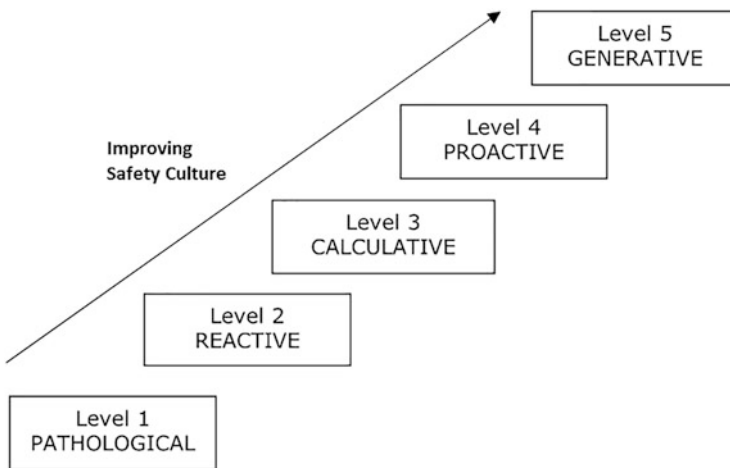 Level 5
GENERATIVE
Level 4
PROACTIVE
Improving
Safety Culture
Level 3
CALCULATIVE
Level 2
REACTIVE
Level 1
PATHOLOGICAL